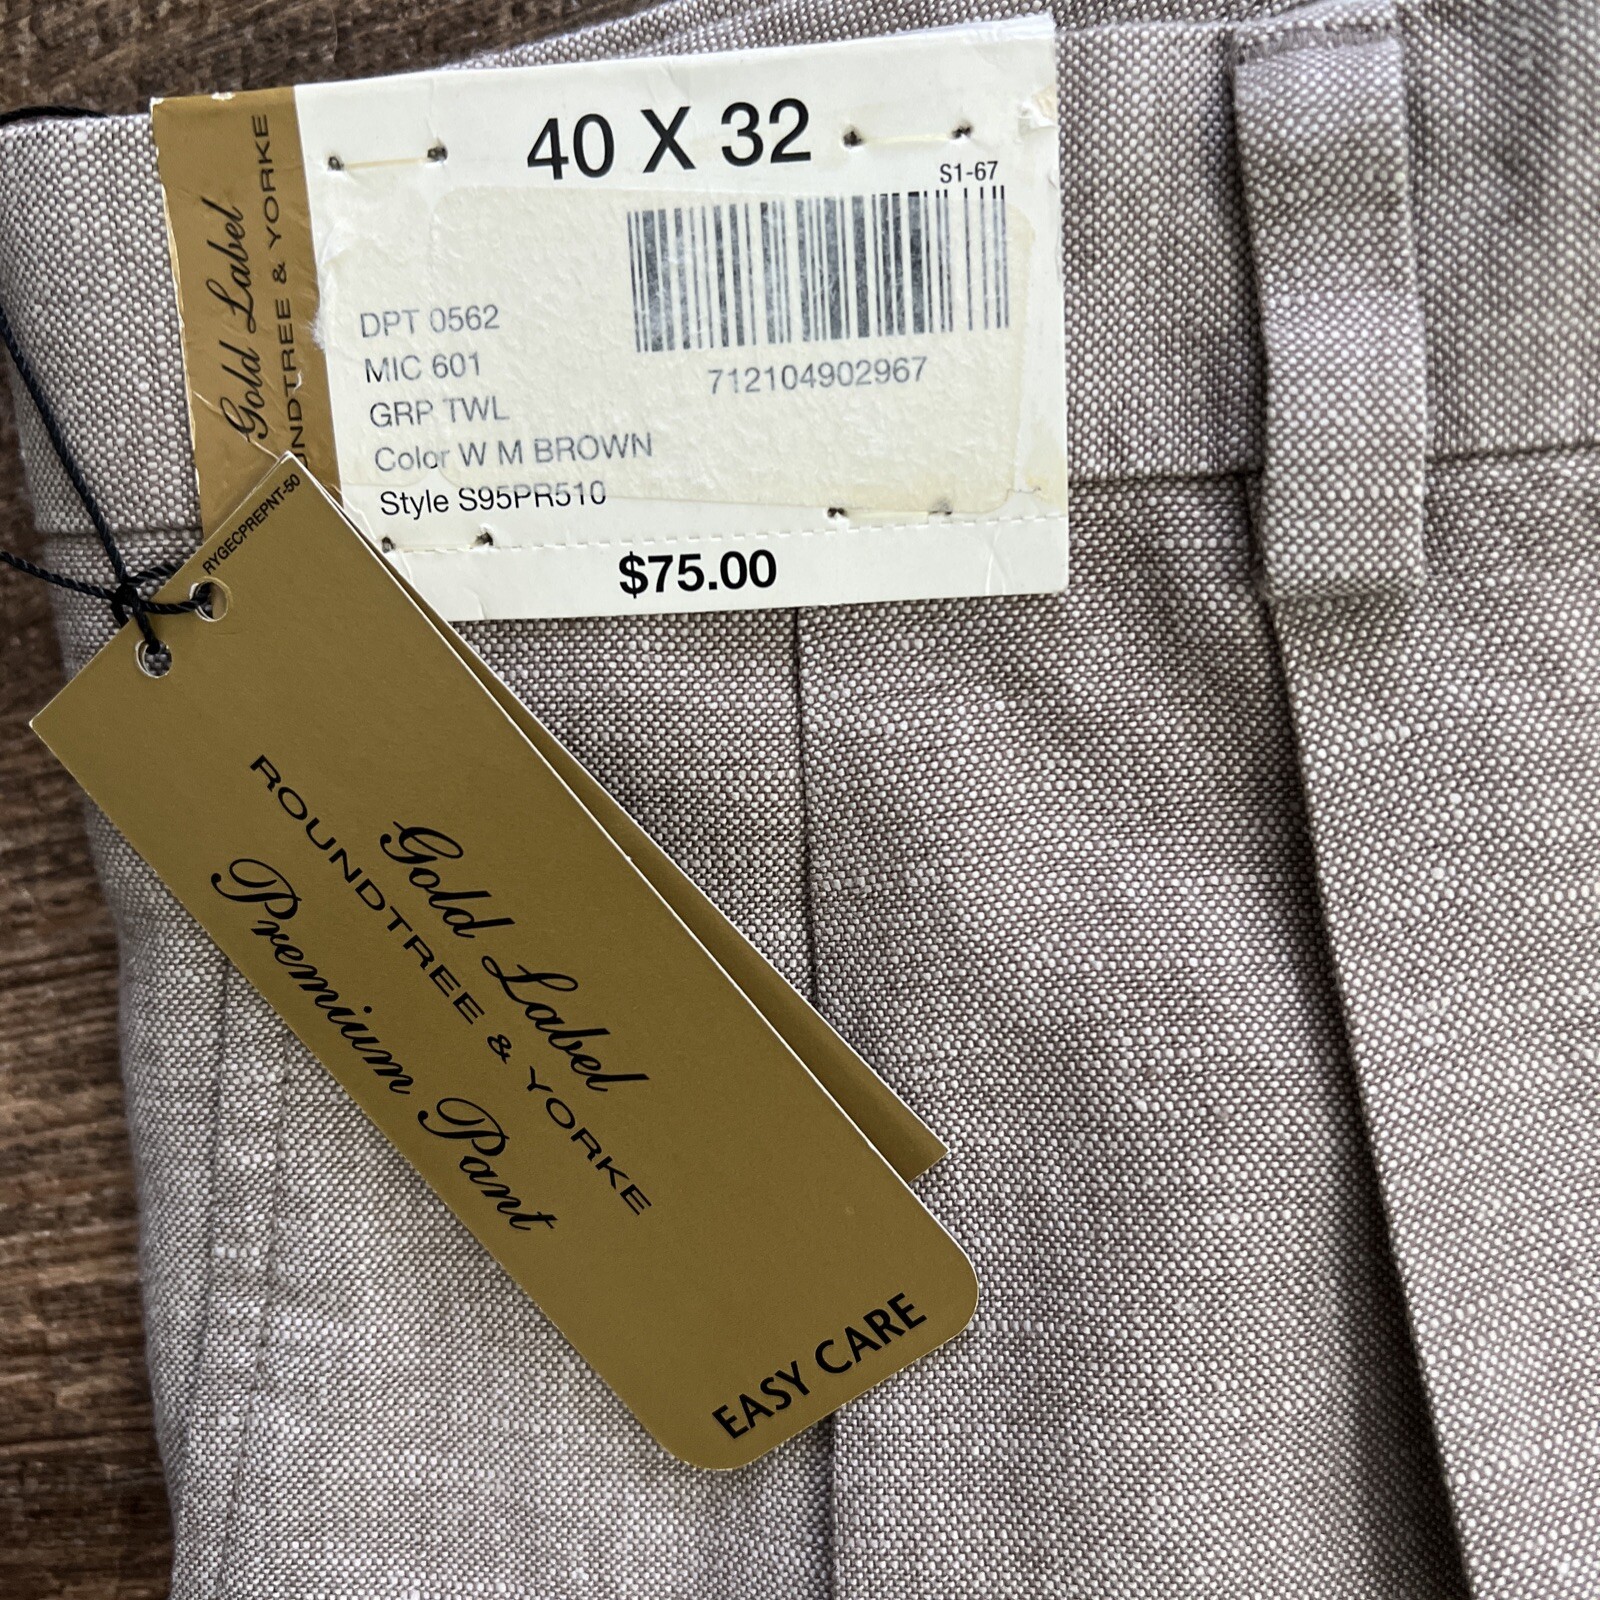 40 X 32
S1-67
Gold Label
UNDTREE & YORKE
DPT 0562
MIC 601
GRP TWL
Color W M BROWN
Style S95PR510
712104902967
$75.00
RYGECPREPNT-50
Gold Label
ROUNDTREE & YORKE
Premium Pant
EASY CARE